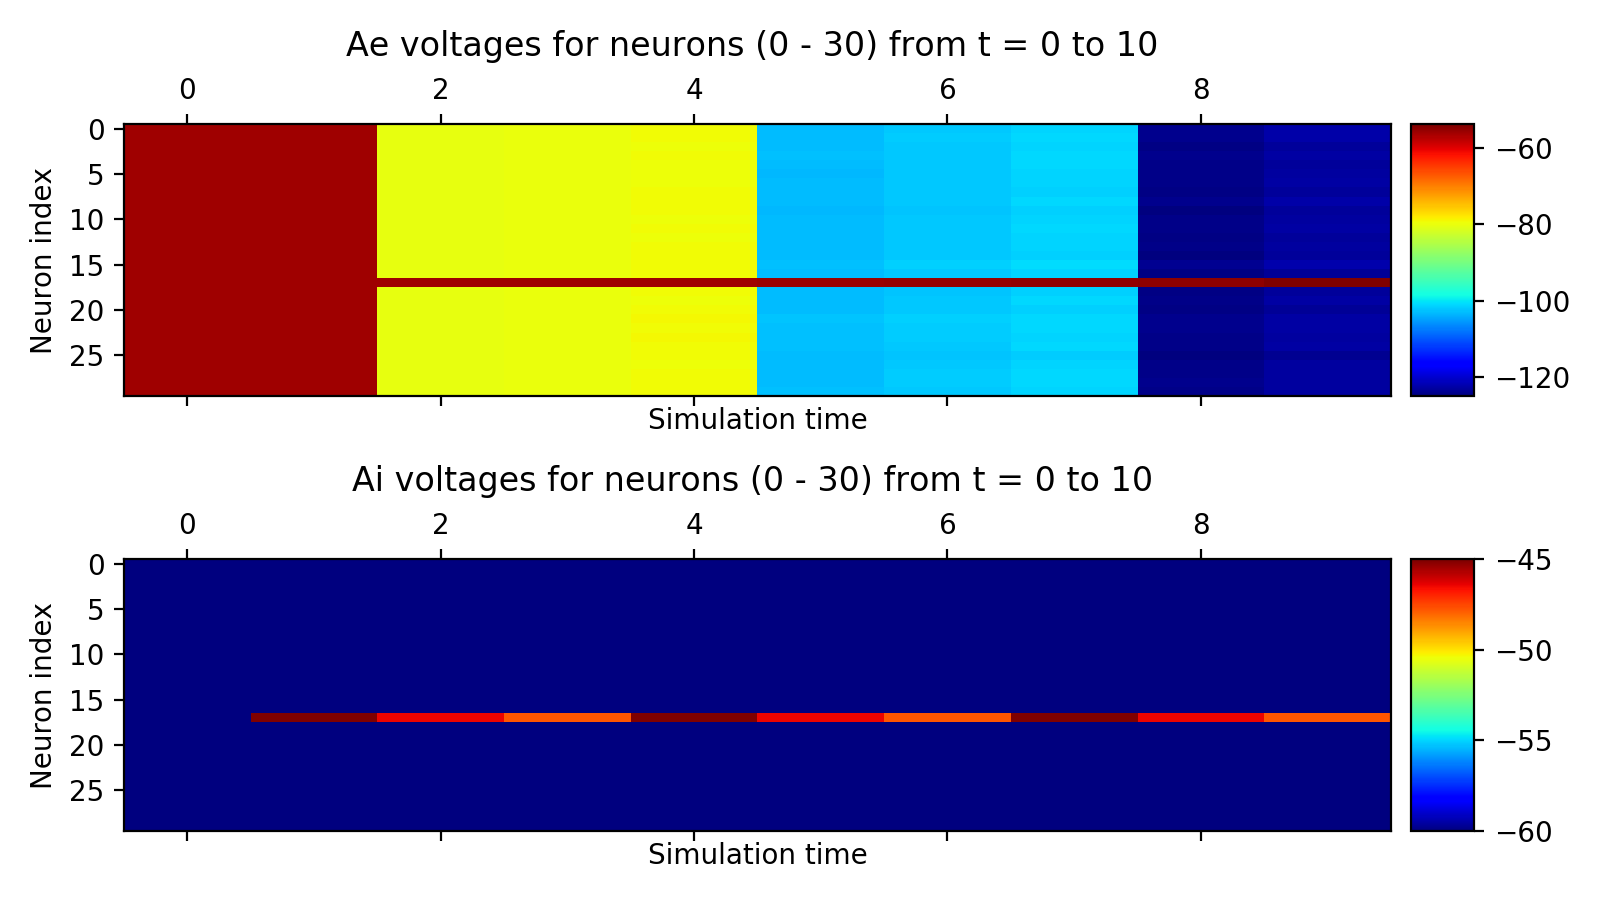 Ae voltages for neurons (0 - 30) from t = 0 to 10
0 2 4 6 8
Neuron index
0
5
10
15
20
25
−60
−80
−100
−120
Simulation time
Ai voltages for neurons (0 - 30) from t = 0 to 10
0 2 4 6 8
Neuron index
0
5
10
15
20
25
−45
−50
−55
−60
Simulation time